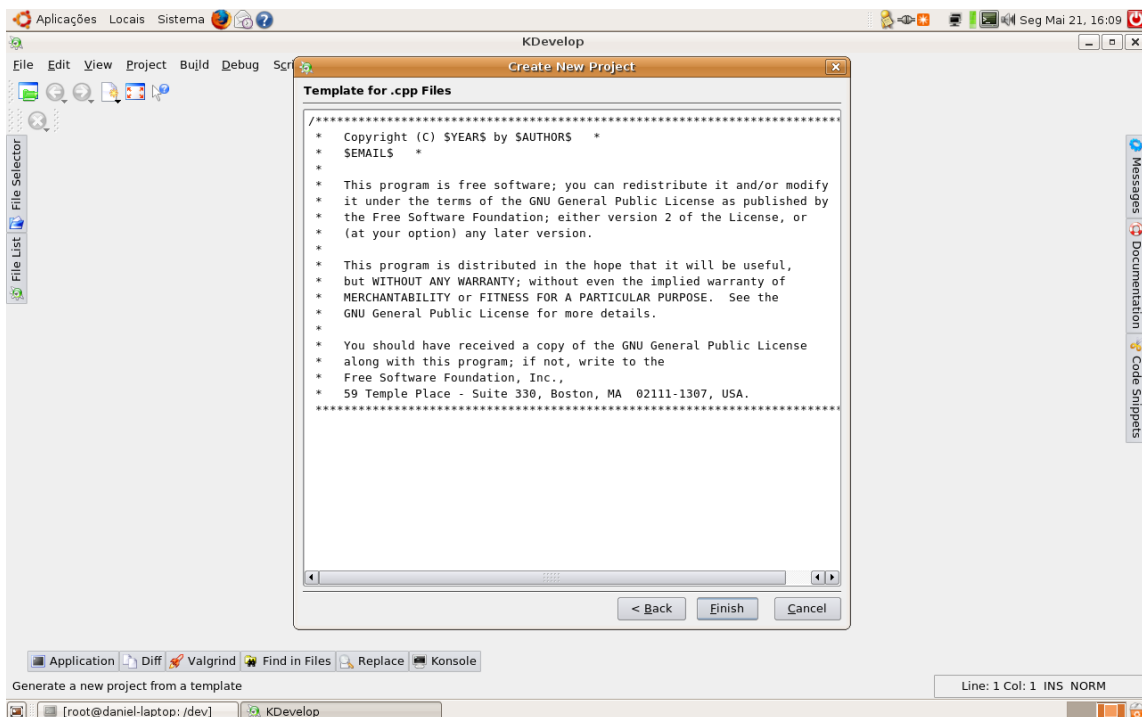 Aplicações Locais Sistema Seg Mai 21, 16:09
KDevelop
File Edit View Project Build Debug Scri
Create New Project
Template for .cpp Files
/******************************************************************************
* Copyright (C) $YEAR$ by $AUTHOR$ *
* $EMAIL$ *
*
* This program is free software; you can redistribute it and/or modify
* it under the terms of the GNU General Public License as published by
* the Free Software Foundation; either version 2 of the License, or
* (at your option) any later version.
*
* This program is distributed in the hope that it will be useful,
* but WITHOUT ANY WARRANTY; without even the implied warranty of
* MERCHANTABILITY or FITNESS FOR A PARTICULAR PURPOSE.  See the
* GNU General Public License for more details.
*
* You should have received a copy of the GNU General Public License
* along with this program; if not, write to the
* Free Software Foundation, Inc.,
* 59 Temple Place - Suite 330, Boston, MA  02111-1307, USA.
******************************************************************************
File Selector
File List
Messages
Documentation
Code Snippets
< Back Finish Cancel
Application Diff Valgrind Find in Files Replace Konsole
Generate a new project from a template Line: 1 Col: 1 INS NORM
[root@daniel-laptop: /dev] KDevelop